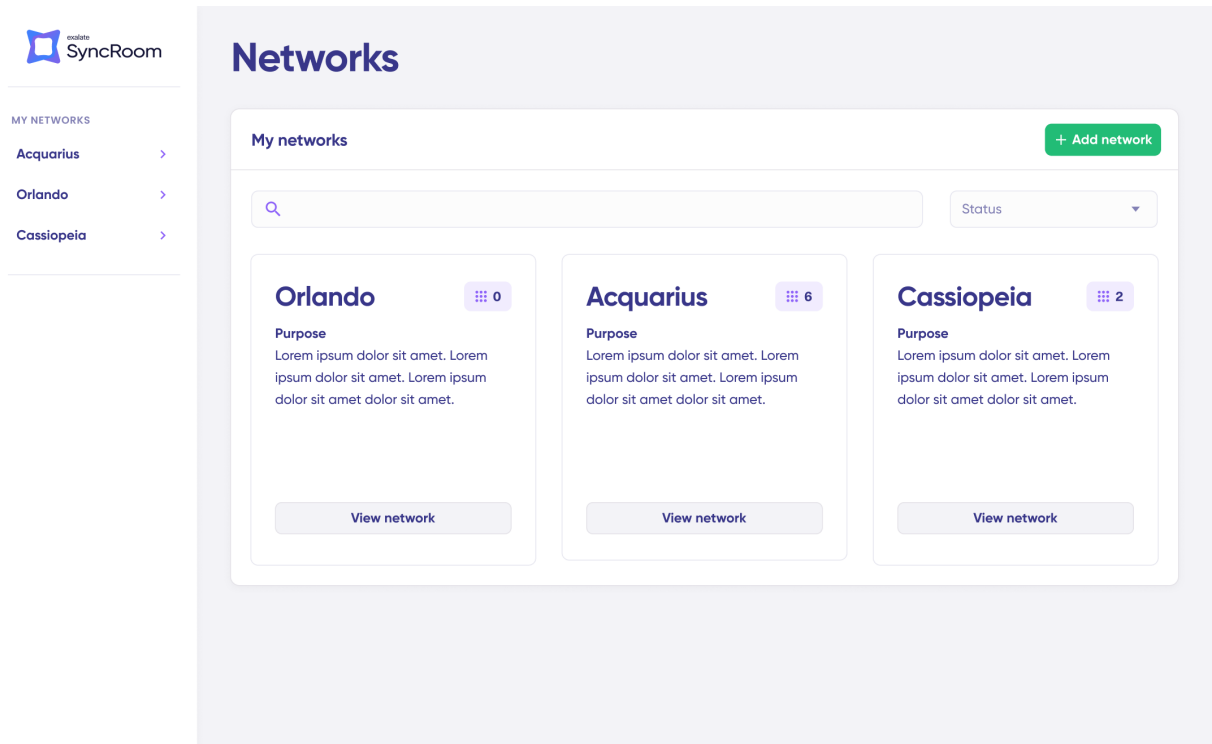 exalate
SyncRoom
MY NETWORKS
Acquarius
Orlando
Cassiopeia
Networks
My networks
+ Add network
Status
Orlando
0
Purpose
Lorem ipsum dolor sit amet. Lorem
ipsum dolor sit amet. Lorem ipsum
dolor sit amet dolor sit amet.
View network
Acquarius
6
Purpose
Lorem ipsum dolor sit amet. Lorem
ipsum dolor sit amet. Lorem ipsum
dolor sit amet dolor sit amet.
View network
Cassiopeia
2
Purpose
Lorem ipsum dolor sit amet. Lorem
ipsum dolor sit amet. Lorem ipsum
dolor sit amet dolor sit amet.
View network